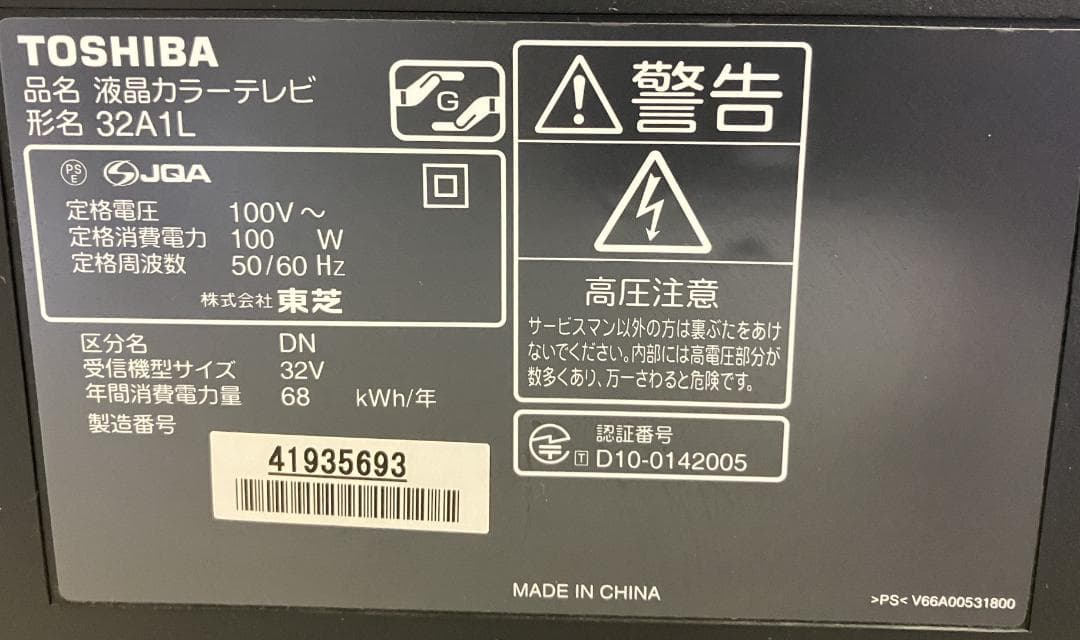 TOSHIBA
品名 液晶カラーテレビ
形名 32A1L
G
PS
E
JQA
定格電圧 100V～
定格消費電力 100 W
定格周波数 50/60 Hz
株式会社 東芝
区分名 DN
受信機型サイズ 32V
年間消費電力量 68 kWh/年
製造番号
41935693
警告
高圧注意
サービスマン以外の方は裏ぶたをあけ
ないでください。内部には高電圧部分が
数多くあり、万一さわると危険です。
認証番号
T D10-0142005
MADE IN CHINA
>PS< V66A00531800